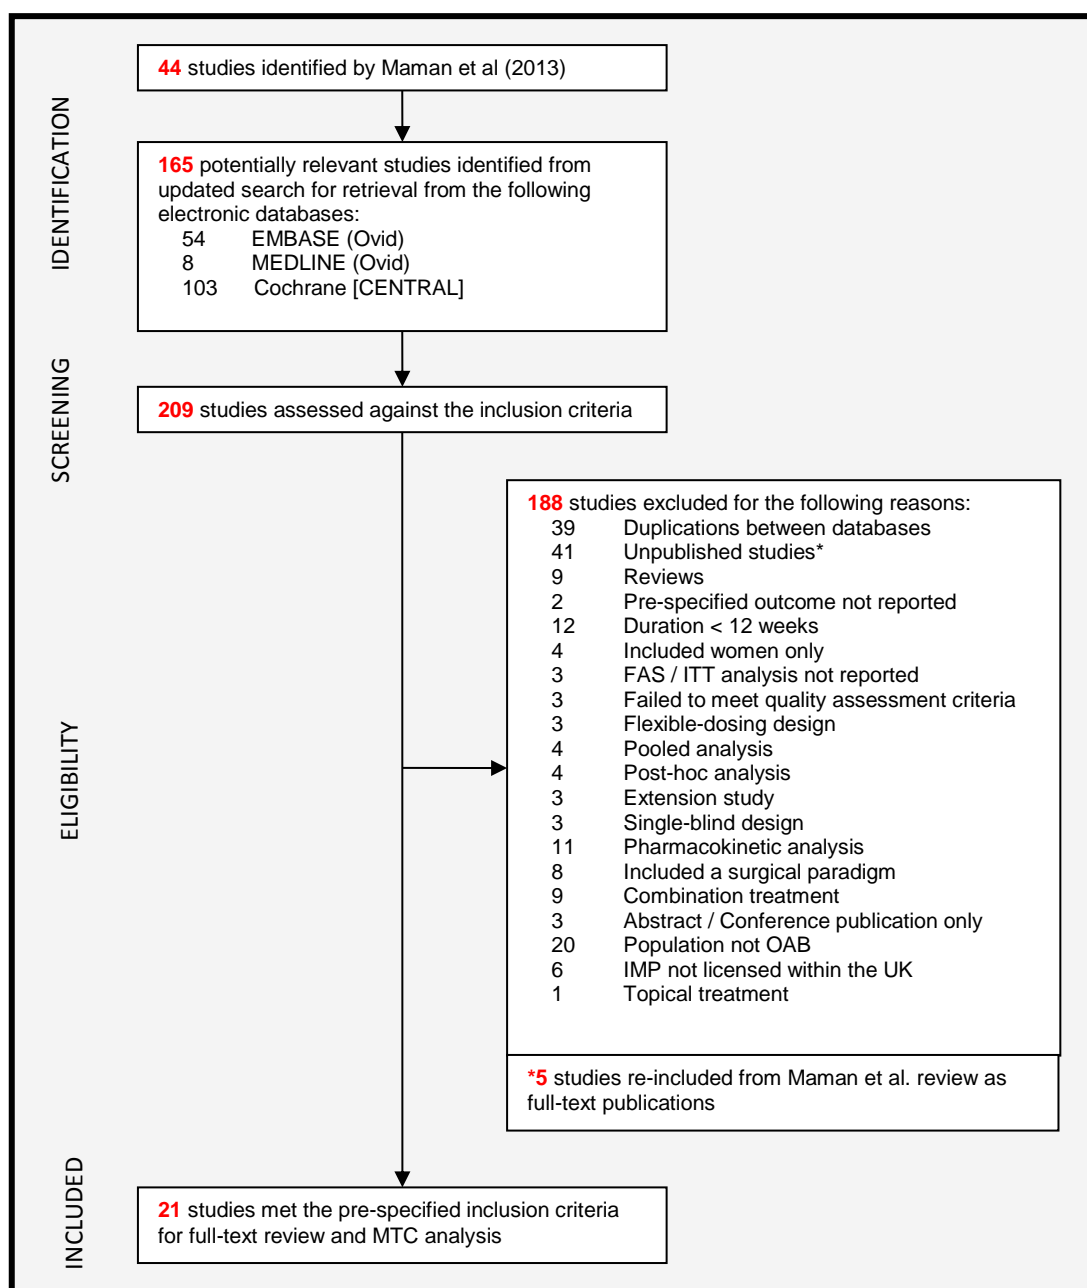 IDENTIFICATION
44 studies identified by Maman et al (2013)
165 potentially relevant studies identified from
updated search for retrieval from the following
electronic databases:
54 EMBASE (Ovid)
8 MEDLINE (Ovid)
103 Cochrane [CENTRAL]
SCREENING
209 studies assessed against the inclusion criteria
ELIGIBILITY
188 studies excluded for the following reasons:
39 Duplications between databases
41 Unpublished studies*
9 Reviews
2 Pre-specified outcome not reported
12 Duration < 12 weeks
4 Included women only
3 FAS / ITT analysis not reported
3 Failed to meet quality assessment criteria
3 Flexible-dosing design
4 Pooled analysis
4 Post-hoc analysis
3 Extension study
3 Single-blind design
11 Pharmacokinetic analysis
8 Included a surgical paradigm
9 Combination treatment
3 Abstract / Conference publication only
20 Population not OAB
6 IMP not licensed within the UK
1 Topical treatment
*5 studies re-included from Maman et al. review as
full-text publications
INCLUDED
21 studies met the pre-specified inclusion criteria
for full-text review and MTC analysis